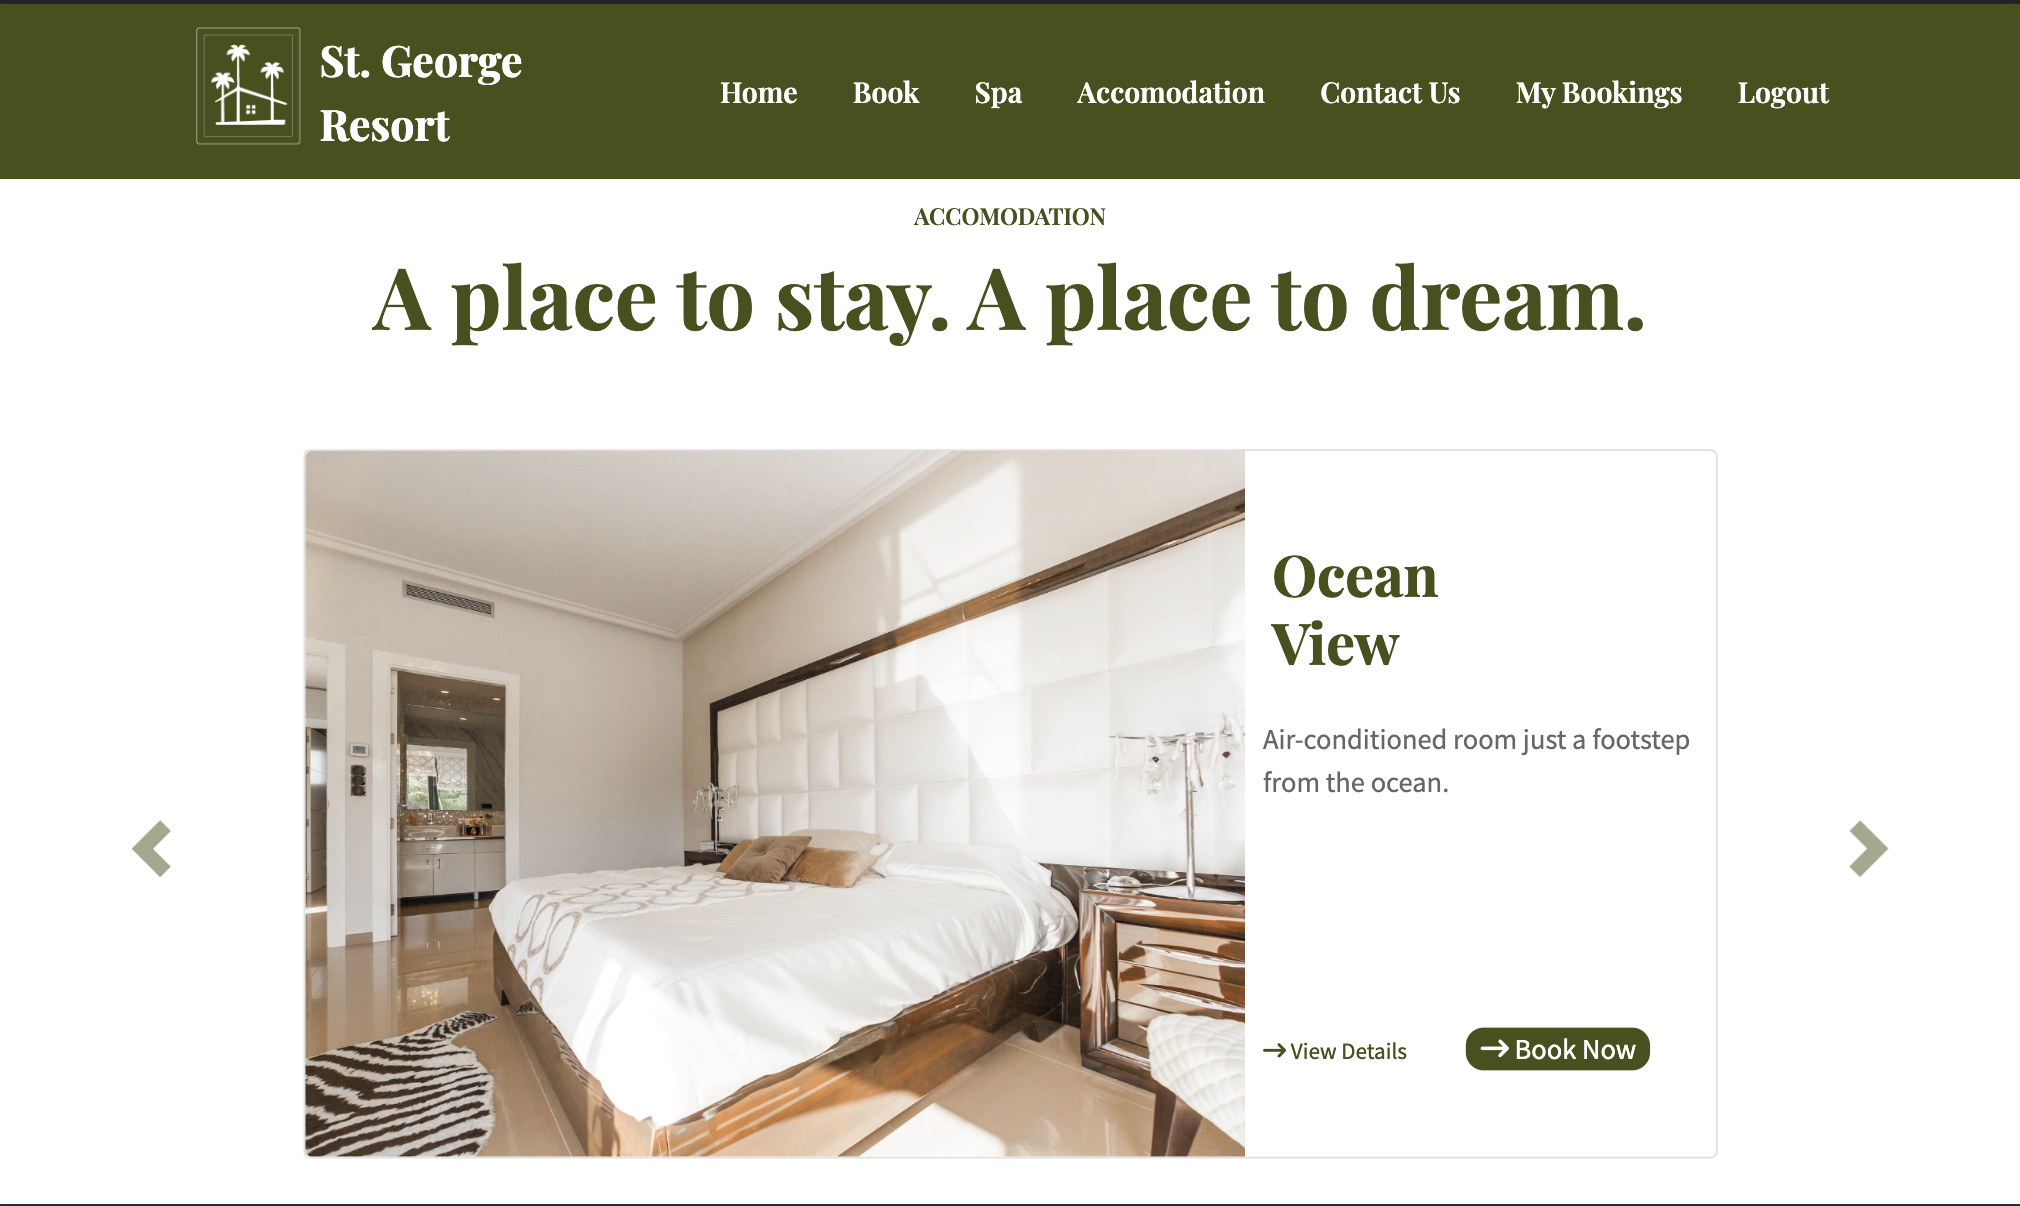 St. George
Resort
Home Book Spa Accomodation Contact Us My Bookings Logout
ACCOMODATION
A place to stay. A place to dream.
Ocean
View
Air-conditioned room just a footstep
from the ocean.
→ View Details → Book Now